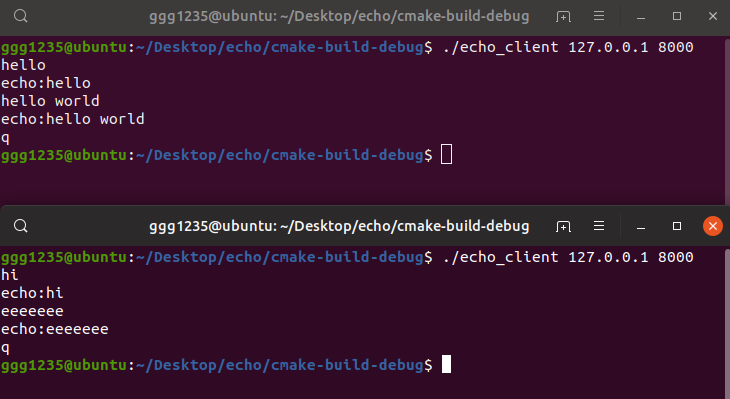 ggg1235@ubuntu: ~/Desktop/echo/cmake-build-debug
ggg1235@ubuntu:~/Desktop/echo/cmake-build-debug$ ./echo_client 127.0.0.1 8000
hello
echo:hello
hello world
echo:hello world
q
ggg1235@ubuntu:~/Desktop/echo/cmake-build-debug$
ggg1235@ubuntu: ~/Desktop/echo/cmake-build-debug
ggg1235@ubuntu:~/Desktop/echo/cmake-build-debug$ ./echo_client 127.0.0.1 8000
hi
echo:hi
eeeeeee
echo:eeeeeee
q
ggg1235@ubuntu:~/Desktop/echo/cmake-build-debug$